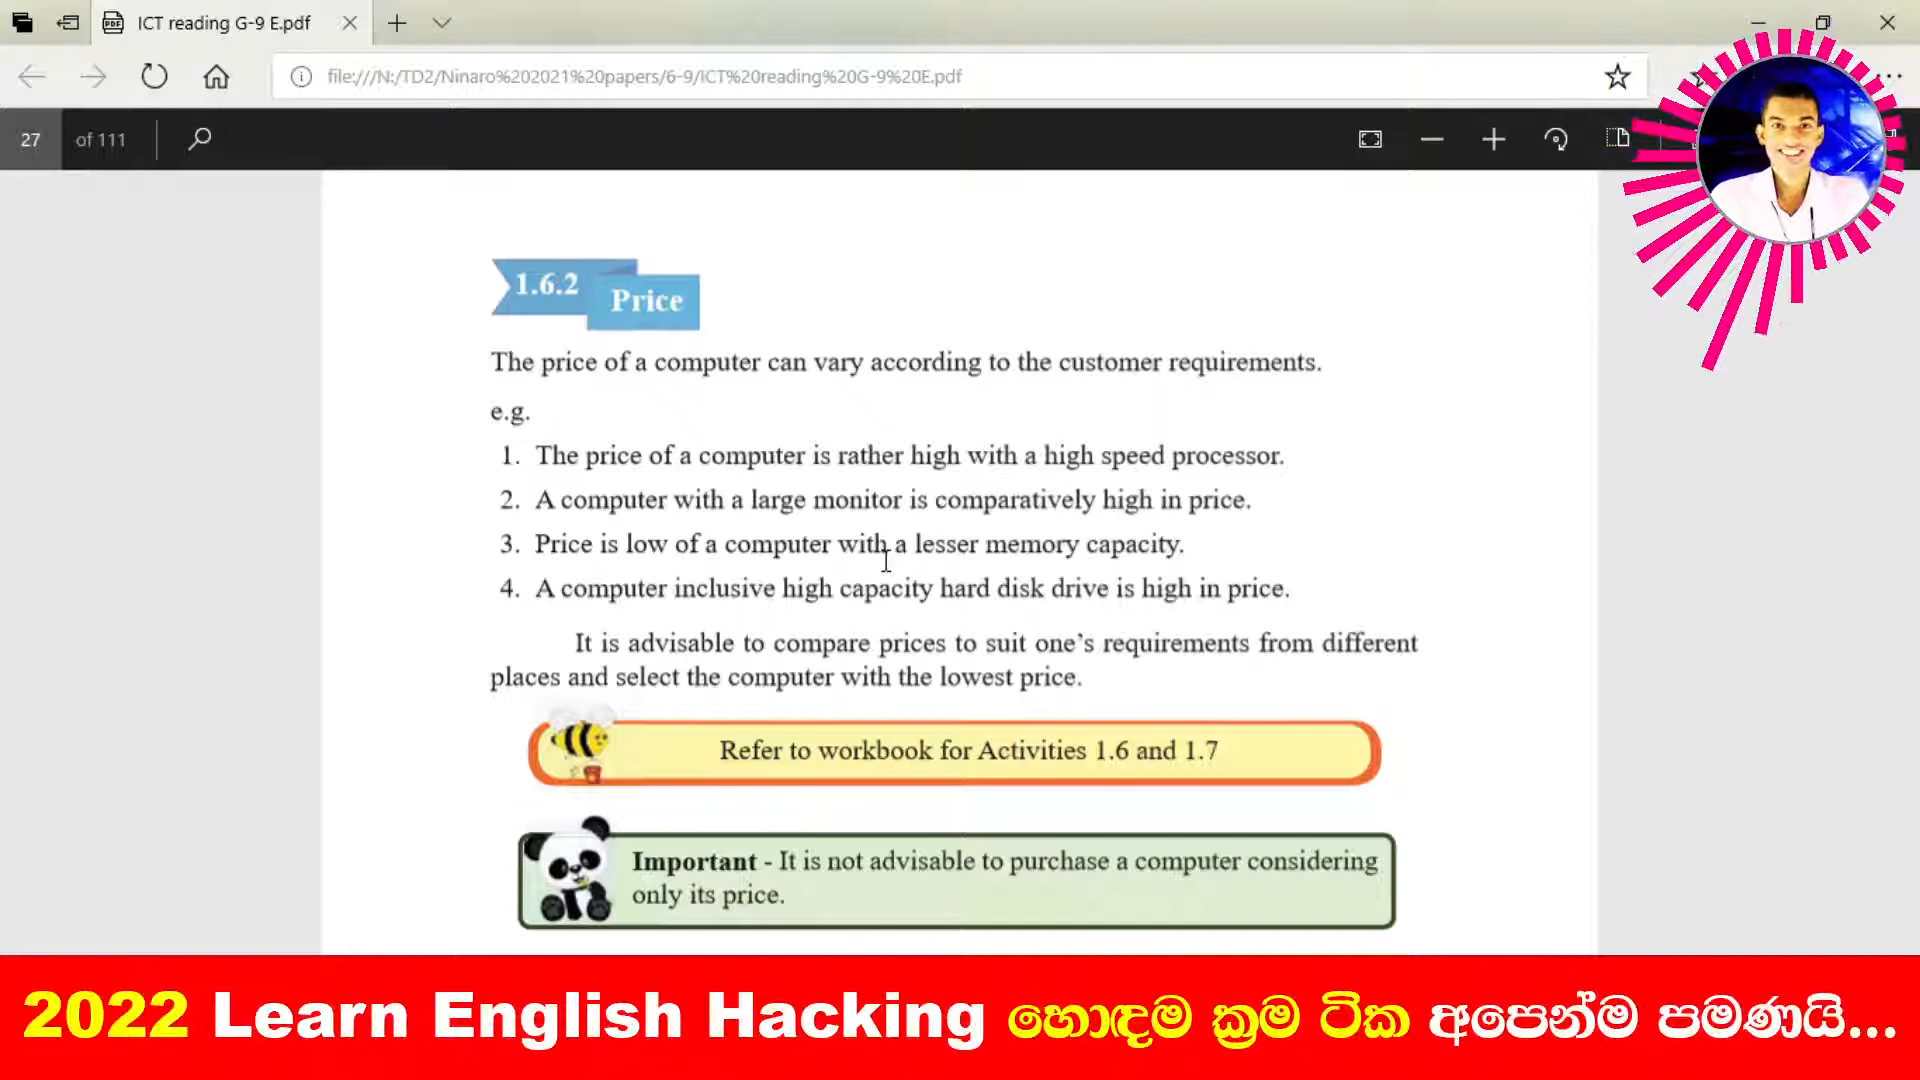 ICT reading G-9 E.pdf
file:///N:/TD2/Ninaro%202021%20papers/6-9/ICT%20reading%20G-9%20E.pdf
27 of 111
1.6.2 Price
The price of a computer can vary according to the customer requirements.
e.g.
1. The price of a computer is rather high with a high speed processor.
2. A computer with a large monitor is comparatively high in price.
3. Price is low of a computer with a lesser memory capacity.
4. A computer inclusive high capacity hard disk drive is high in price.
It is advisable to compare prices to suit one’s requirements from different
places and select the computer with the lowest price.
Refer to workbook for Activities 1.6 and 1.7
Important - It is not advisable to purchase a computer considering
only its price.
2022 Learn English Hacking හොඳම ක්‍රම ටික අපෙන්ම පමණයි...